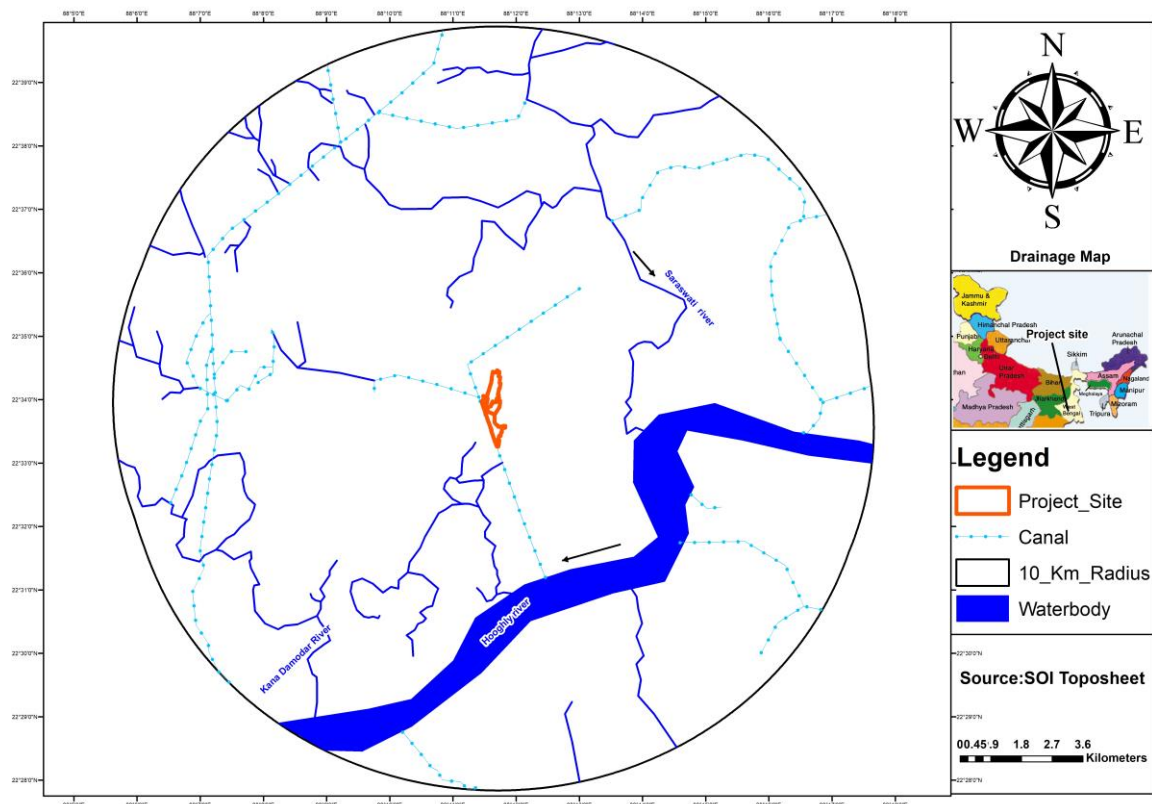 88°5'0"E 88°6'0"E 88°7'0"E 88°8'0"E 88°9'0"E 88°10'0"E 88°11'0"E 88°12'0"E 88°13'0"E 88°14'0"E 88°15'0"E 88°16'0"E 88°17'0"E 88°18'0"E
22°39'0"N
22°38'0"N
22°37'0"N
22°36'0"N
22°35'0"N
22°34'0"N
22°33'0"N
22°32'0"N
22°31'0"N
22°30'0"N
22°29'0"N
22°28'0"N
Saraswati river
Hooghly river
Kana Damodar River
22°30'0"N
22°29'0"N
22°28'0"N
N
W E
S
Drainage Map
Jammu &
Kashmir
Himanchal Pradesh
Punjab
Uttaranchal
Project site
Sikkim
Arunachal
Pradesh
Uttar
Pradesh
Bihar
Assam
Nagaland
Meghalaya
Manipur
Mizoram
Tripura
Jharkhand
West
Bengal
Madhya Pradesh
Legend
Project_Site
Canal
10_Km_Radius
Waterbody
Source:SOI Toposheet
00.45.9 1.8 2.7 3.6
Kilometers